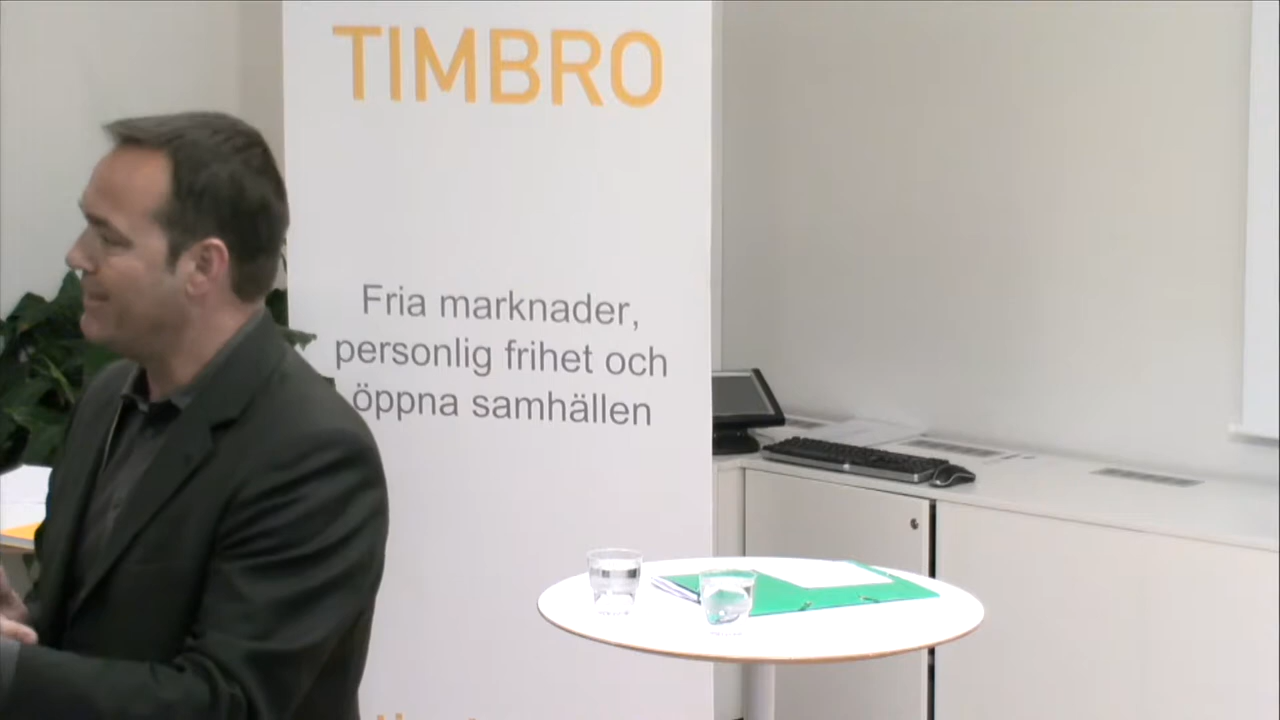 TIMBRO
Fria marknader,
personlig frihet och
öppna samhällen